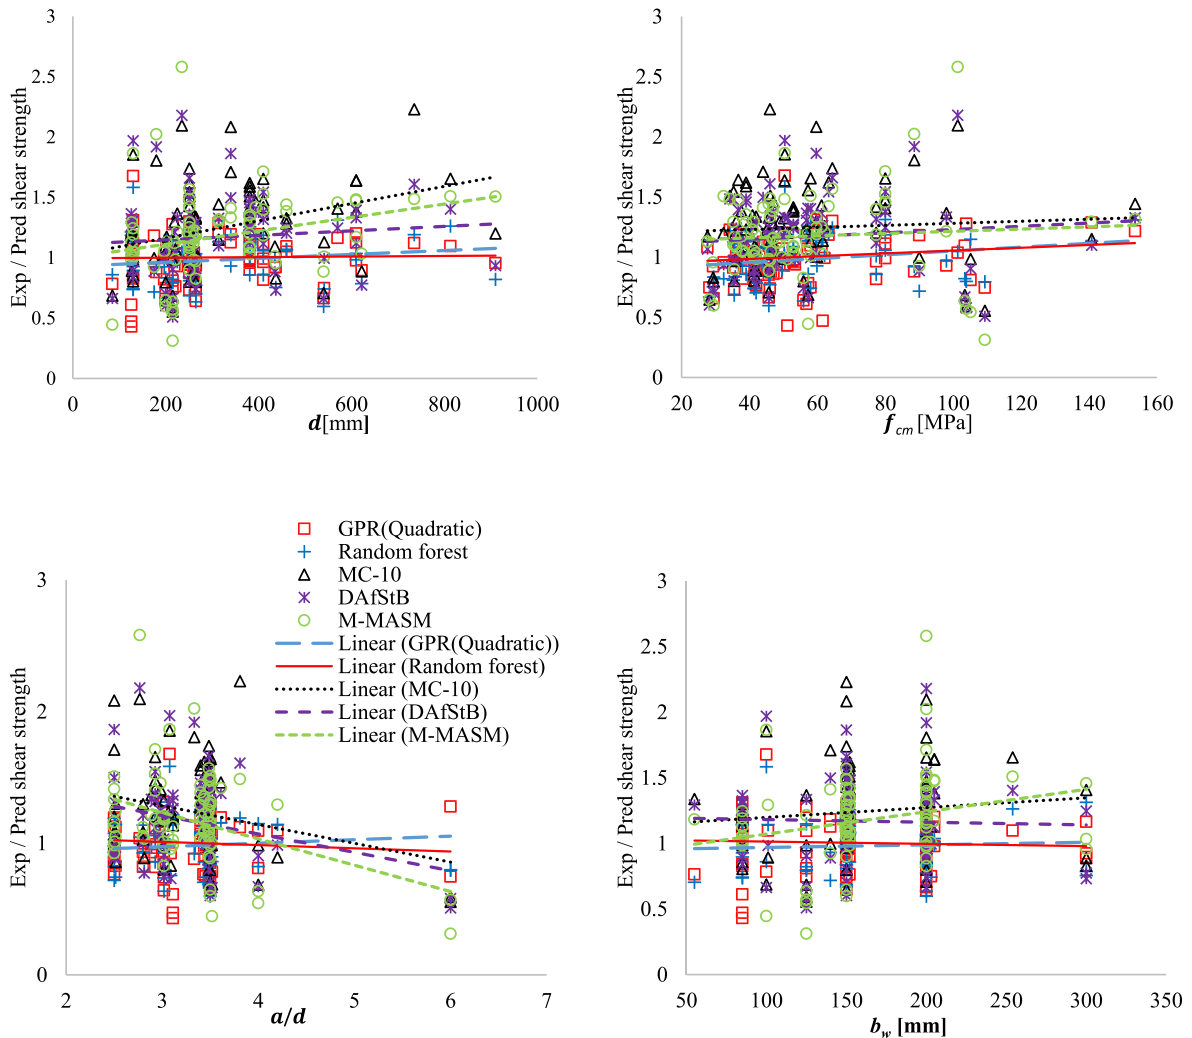 3
2.5
2
1.5
1
0.5
0
Exp / Pred shear strength
0 200 400 600 800 1000
d[mm]
3
2.5
2
1.5
1
0.5
0
Exp / Pred shear strength
20 40 60 80 100 120 140 160
fcm [MPa]
GPR(Quadratic)
Random forest
MC-10
DAfStB
M-MASM
Linear (GPR(Quadratic))
Linear (Random forest)
Linear (MC-10)
Linear (DAfStB)
Linear (M-MASM)
3
2
1
0
Exp / Pred shear strength
2 3 4 5 6 7
a/d
3
2.5
2
1.5
1
0.5
0
Exp / Pred shear strength
50 100 150 200 250 300 350
bw [mm]